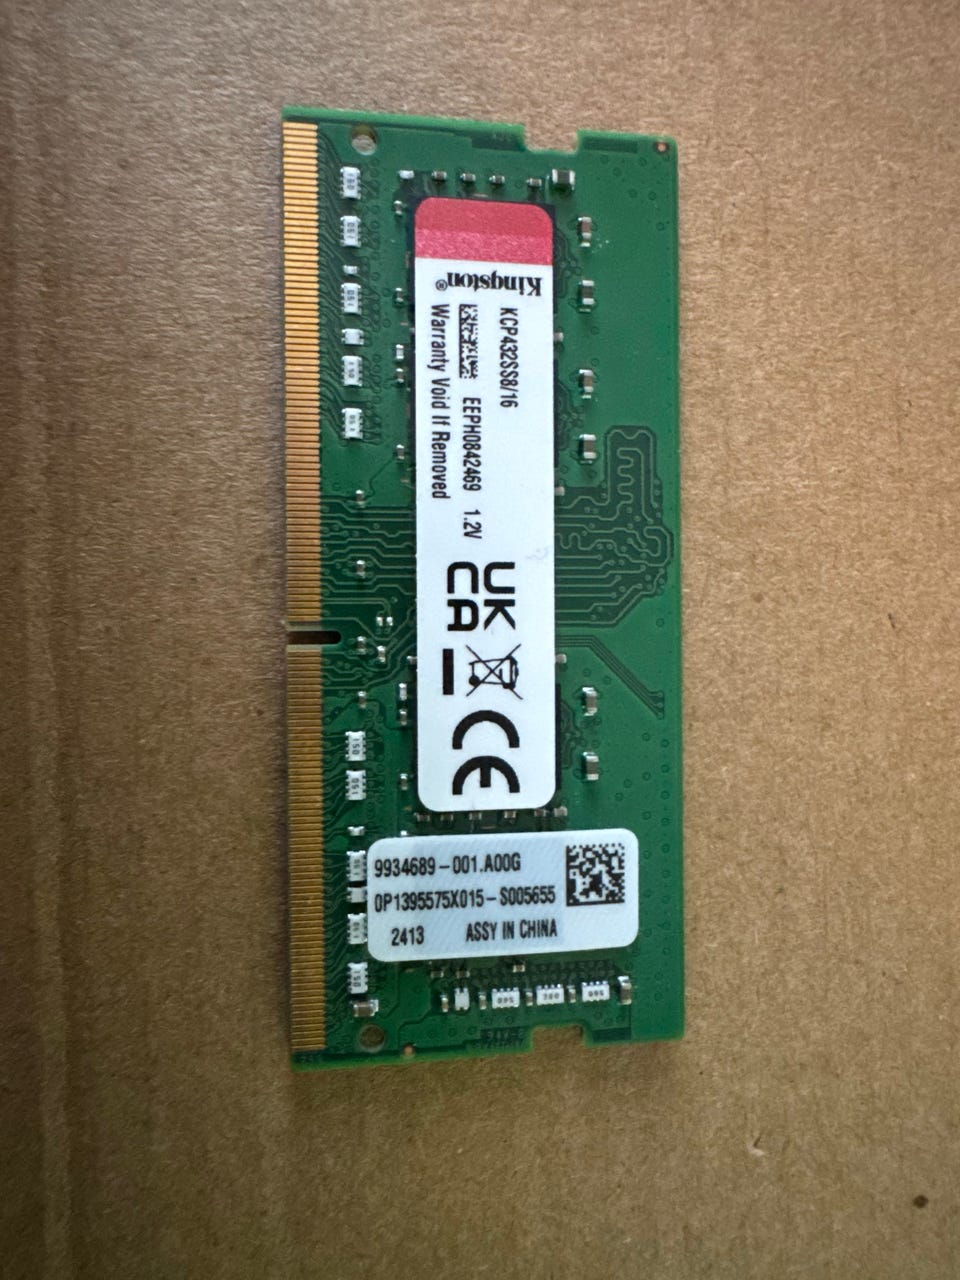 Kingston®
KCP432SS8/16
EEPH0842469 1.2V
Warranty Void If Removed
UK
CA
CE
9934689-001.A00G
0P1395575X015-S005655
2413 ASSY IN CHINA